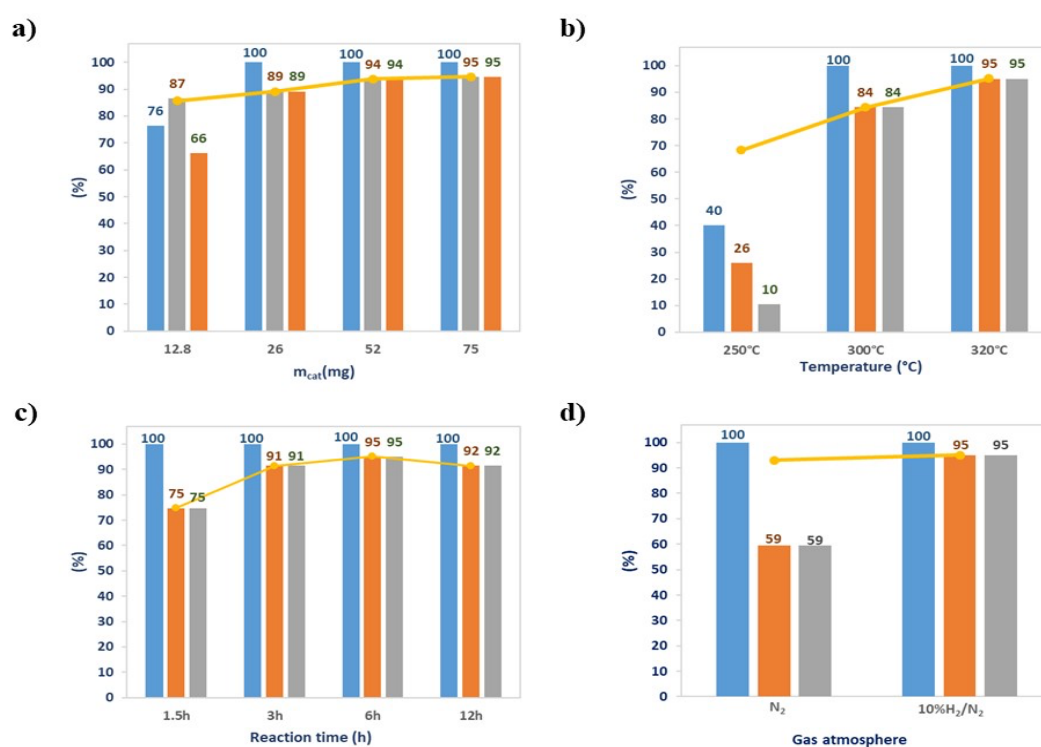 a)
100 100 100
94 94 95 95
100
90 87 89 89
80 76
70 66
60
50
40
30
20
10
0
(%)
12.8 26 52 75
m_cat(mg)
b)
100 100
100 95 95
90 84 84
80
70
60
50
40 40
30 26
20
10 10
0
(%)
250°C 300°C 320°C
Temperature (°C)
c)
100 100 100 100
100 95 95
90 91 91 92 92
80 75 75
70
60
50
40
30
20
10
0
(%)
1.5h 3h 6h 12h
Reaction time (h)
d)
100 100
100 95 95
90
80
70
60 59 59
50
40
30
20
10
0
(%)
N₂ 10%H₂/N₂
Gas atmosphere